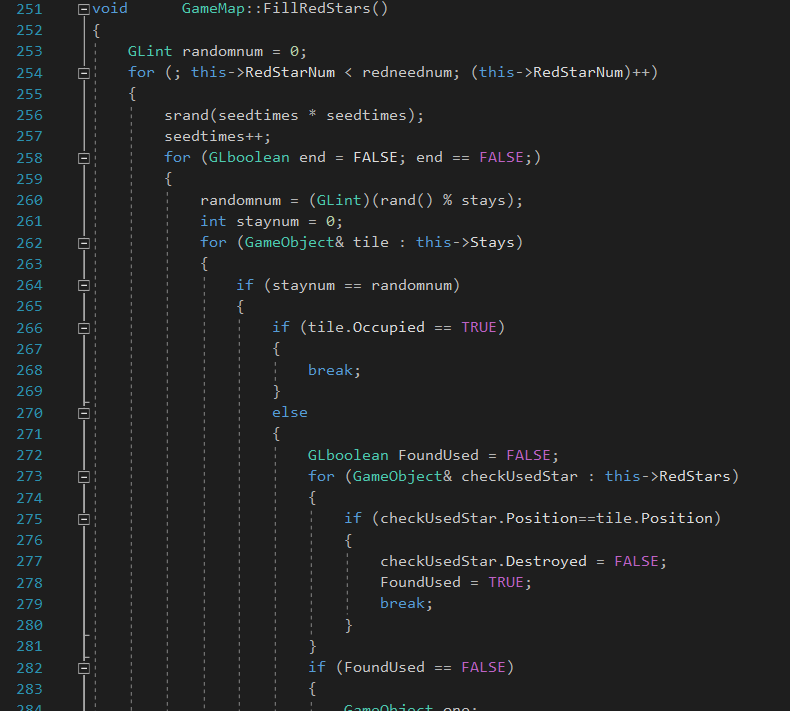 251 void      GameMap::FillRedStars()
252 {
253     GLint randomnum = 0;
254     for (; this->RedStarNum < redneednum; (this->RedStarNum)++)
255     {
256         srand(seedtimes * seedtimes);
257         seedtimes++;
258         for (GLboolean end = FALSE; end == FALSE;)
259         {
260             randomnum = (GLint)(rand() % stays);
261             int staynum = 0;
262             for (GameObject& tile : this->Stays)
263             {
264                 if (staynum == randomnum)
265                 {
266                     if (tile.Occupied == TRUE)
267                     {
268                         break;
269                     }
270                     else
271                     {
272                         GLboolean FoundUsed = FALSE;
273                         for (GameObject& checkUsedStar : this->RedStars)
274                         {
275                             if (checkUsedStar.Position==tile.Position)
276                             {
277                                 checkUsedStar.Destroyed = FALSE;
278                                 FoundUsed = TRUE;
279                                 break;
280                             }
281                         }
282                         if (FoundUsed == FALSE)
283                         {
284                             GameObject one;